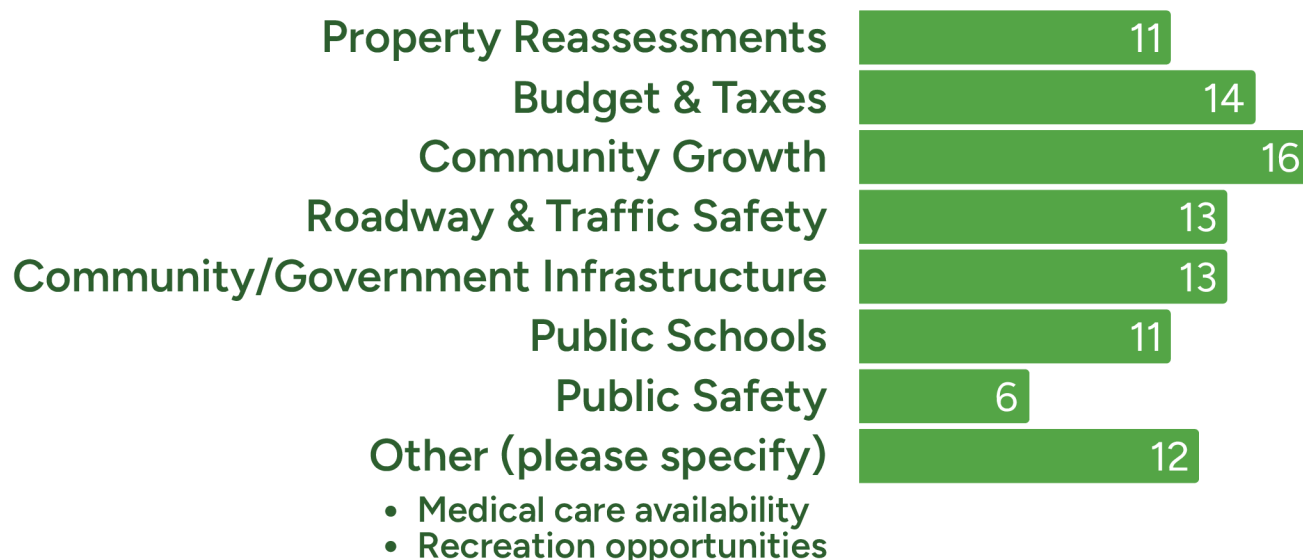 Property Reassessments 11
Budget & Taxes 14
Community Growth 16
Roadway & Traffic Safety 13
Community/Government Infrastructure 13
Public Schools 11
Public Safety 6
Other (please specify) 12
• Medical care availability
• Recreation opportunities